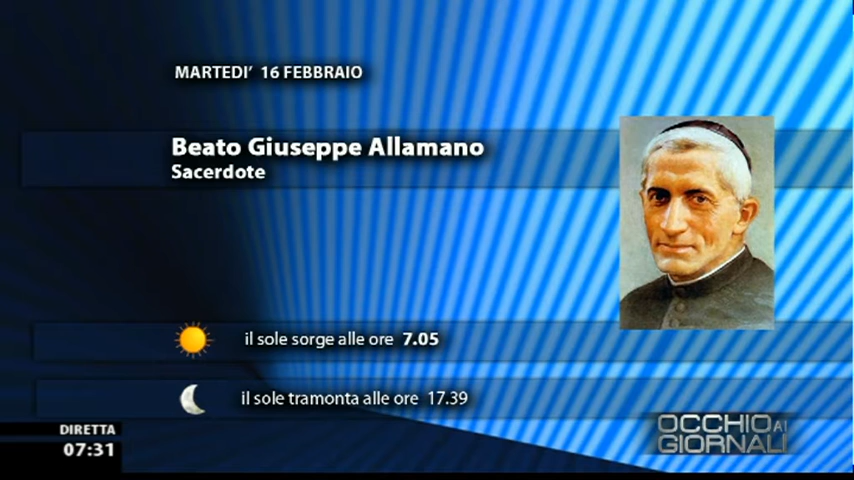 MARTEDI' 16 FEBBRAIO
Beato Giuseppe Allamano
Sacerdote
il sole sorge alle ore 7.05
il sole tramonta alle ore 17.39
DIRETTA
07:31
OCCHIO AI
GIORNALI